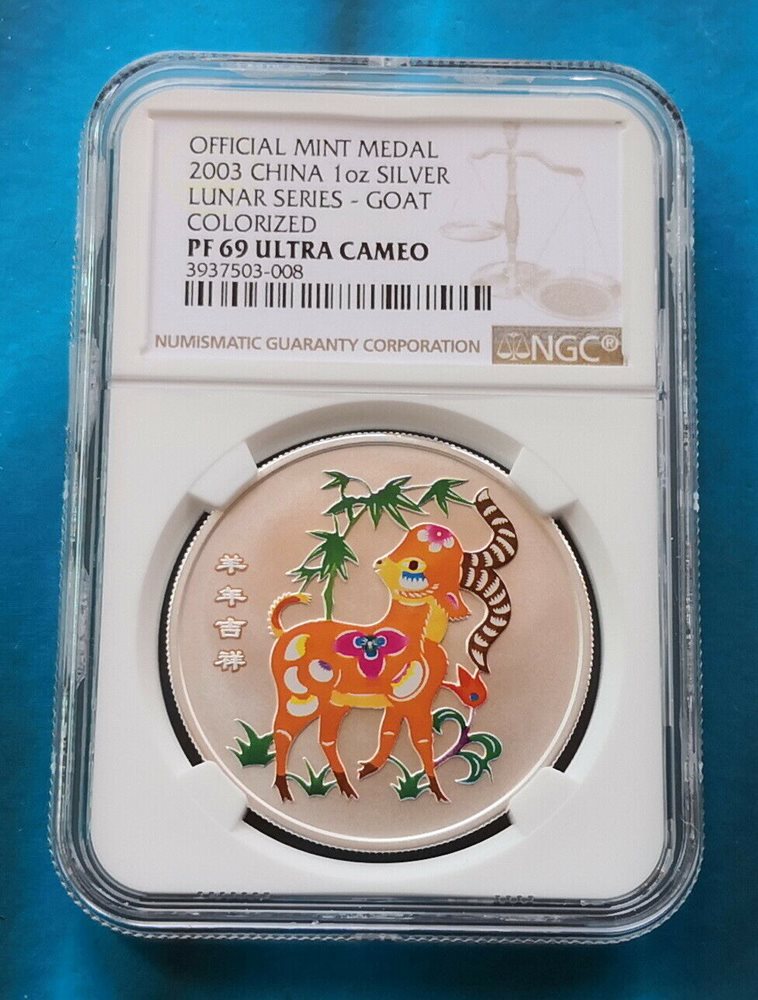 OFFICIAL MINT MEDAL
2003 CHINA 1oz SILVER
LUNAR SERIES - GOAT
COLORIZED
PF 69 ULTRA CAMEO
3937503-008
NUMISMATIC GUARANTY CORPORATION
NGC®
羊年吉祥